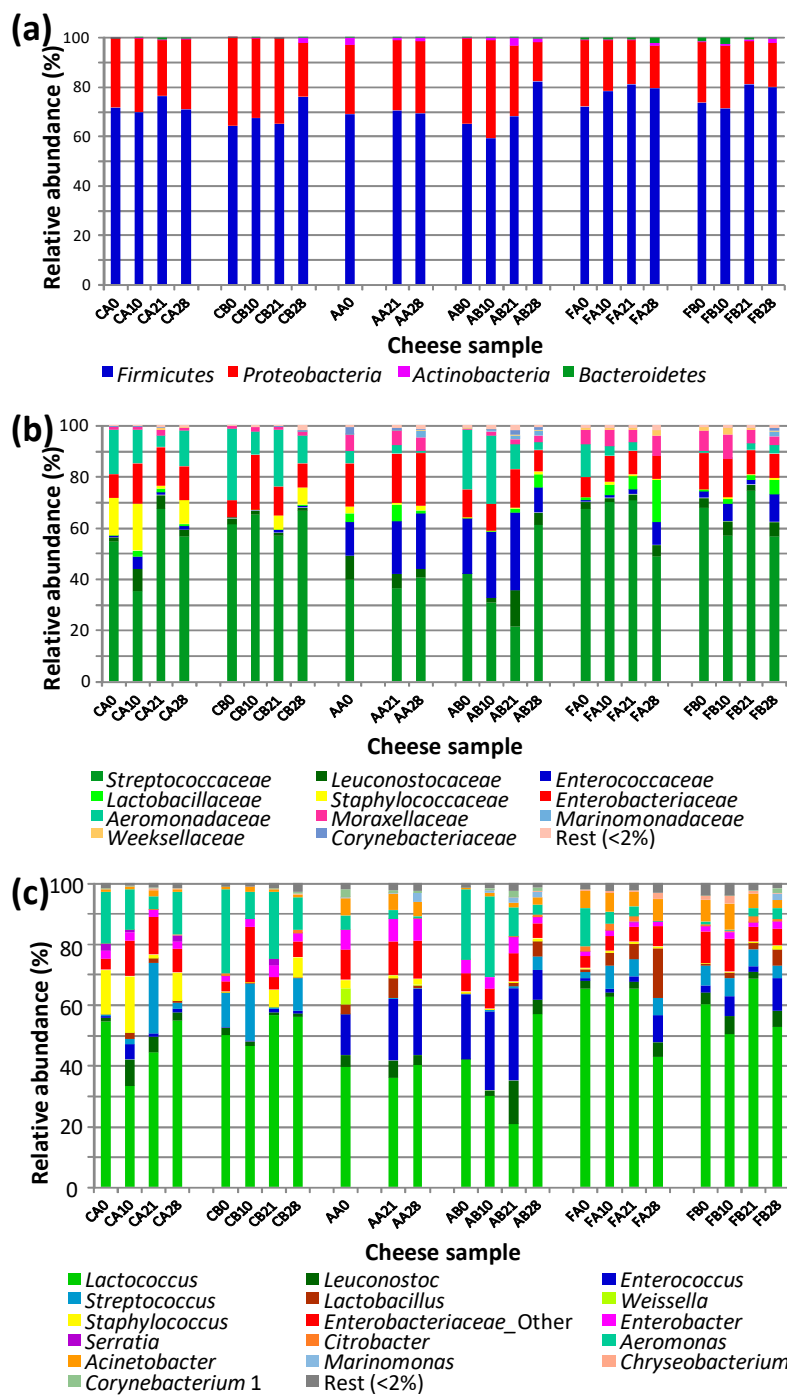 (a)
Relative abundance (%)
100
80
60
40
20
0
CA0 CA10 CA21 CA28 CB0 CB10 CB21 CB28 AA0 AA21 AA28 AB0 AB10 AB21 AB28 FA0 FA10 FA21 FA28 FB0 FB10 FB21 FB28
Cheese sample
Firmicutes Proteobacteria Actinobacteria Bacteroidetes
(b)
Relative abundance (%)
100
80
60
40
20
0
CA0 CA10 CA21 CA28 CB0 CB10 CB21 CB28 AA0 AA21 AA28 AB0 AB10 AB21 AB28 FA0 FA10 FA21 FA28 FB0 FB10 FB21 FB28
Cheese sample
Streptococcaceae Leuconostocaceae Enterococcaceae
Lactobacillaceae Staphylococcaceae Enterobacteriaceae
Aeromonadaceae Moraxellaceae Marinomonadaceae
Weeksellaceae Corynebacteriaceae Rest (<2%)
(c)
Relative abundance (%)
100
80
60
40
20
0
CA0 CA10 CA21 CA28 CB0 CB10 CB21 CB28 AA0 AA21 AA28 AB0 AB10 AB21 AB28 FA0 FA10 FA21 FA28 FB0 FB10 FB21 FB28
Cheese sample
Lactococcus Leuconostoc Enterococcus
Streptococcus Lactobacillus Weissella
Staphylococcus Enterobacteriaceae_Other Enterobacter
Serratia Citrobacter Aeromonas
Acinetobacter Marinomonas Chryseobacterium
Corynebacterium 1 Rest (<2%)